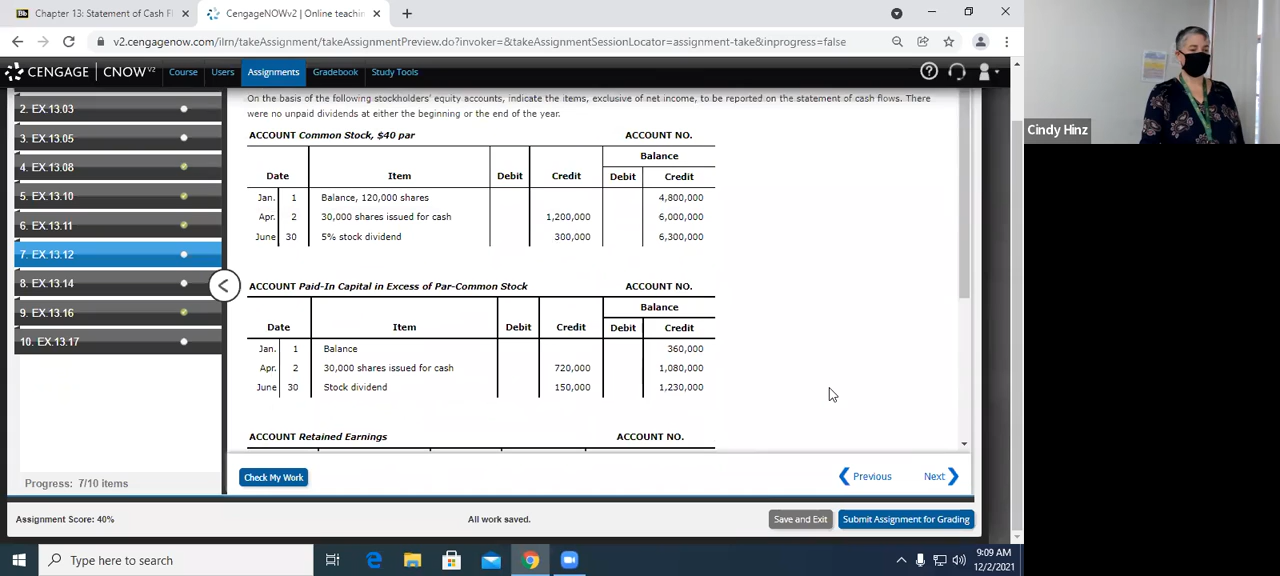 Chapter 13: Statement of Cash F
CengageNOWv2 | Online teachin
v2.cengagenow.com/ilrn/takeAssignment/takeAssignmentPreview.do?invoker=&takeAssignmentSessionLocator=assignment-take&inprogress=false
CENGAGE | CNOWv2 Course Users Assignments Gradebook Study Tools
2. EX.13.03
3. EX.13.05
4. EX.13.08
5. EX.13.10
6. EX.13.11
7. EX.13.12
8. EX.13.14
9. EX.13.16
10. EX.13.17
Progress: 7/10 items
On the basis of the following stockholders' equity accounts, indicate the items, exclusive of net income, to be reported on the statement of cash flows. There
were no unpaid dividends at either the beginning or the end of the year.
ACCOUNT Common Stock, $40 par ACCOUNT NO.
Balance
Date Item Debit Credit Debit Credit
Jan. 1 Balance, 120,000 shares 4,800,000
Apr. 2 30,000 shares issued for cash 1,200,000 6,000,000
June 30 5% stock dividend 300,000 6,300,000
ACCOUNT Paid-In Capital in Excess of Par-Common Stock ACCOUNT NO.
Balance
Date Item Debit Credit Debit Credit
Jan. 1 Balance 360,000
Apr. 2 30,000 shares issued for cash 720,000 1,080,000
June 30 Stock dividend 150,000 1,230,000
ACCOUNT Retained Earnings ACCOUNT NO.
Check My Work Previous Next
Assignment Score: 40% All work saved. Save and Exit Submit Assignment for Grading
Type here to search
9:09 AM
12/2/2021
Cindy Hinz